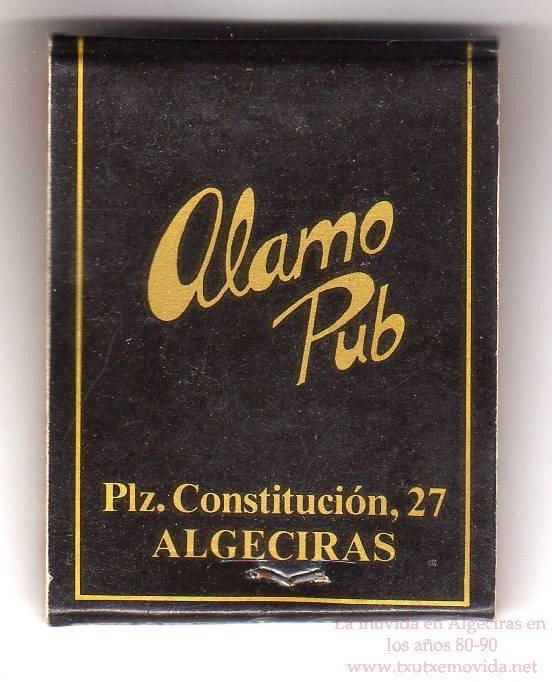 Alamo
Pub
Plz. Constitución, 27
ALGECIRAS
La movida en Algeciras en
los años 80-90
www.txutxemovida.net